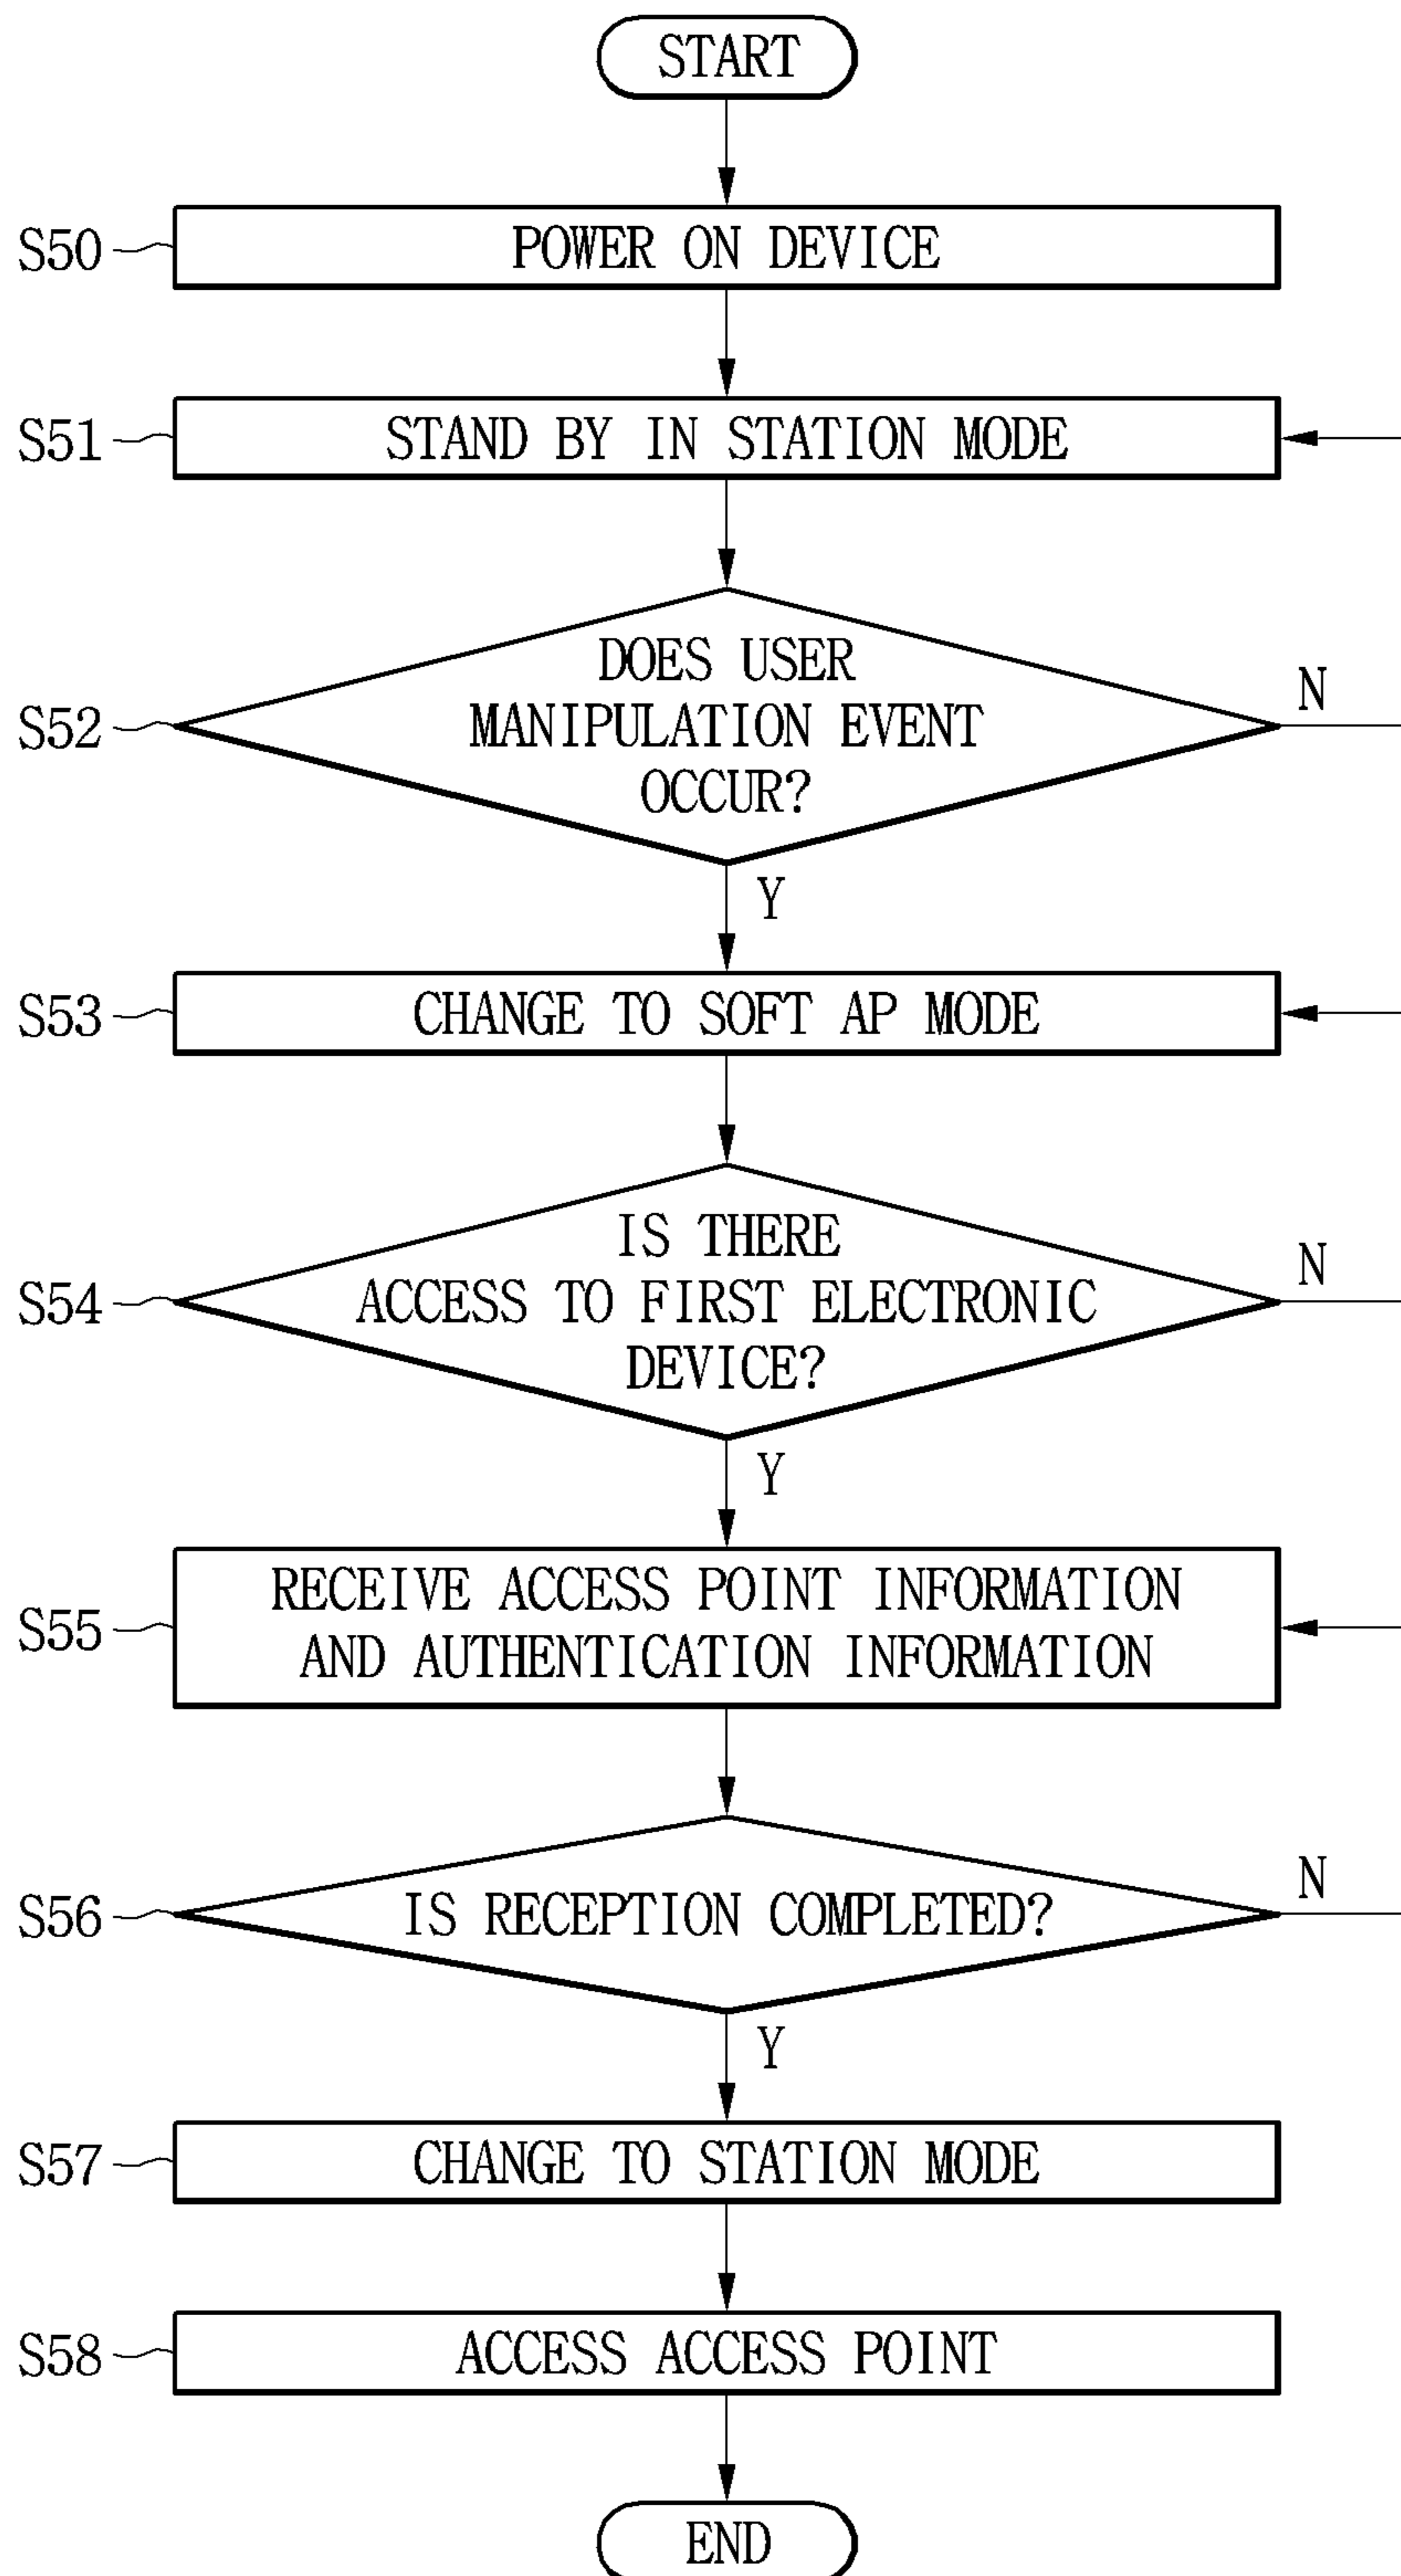 START
S50
POWER ON DEVICE
S51
STAND BY IN STATION MODE
S52
DOES USER
MANIPULATION EVENT
OCCUR?
N
Y
S53
CHANGE TO SOFT AP MODE
S54
IS THERE
ACCESS TO FIRST ELECTRONIC
DEVICE?
N
Y
S55
RECEIVE ACCESS POINT INFORMATION
AND AUTHENTICATION INFORMATION
S56
IS RECEPTION COMPLETED?
N
Y
S57
CHANGE TO STATION MODE
S58
ACCESS ACCESS POINT
END